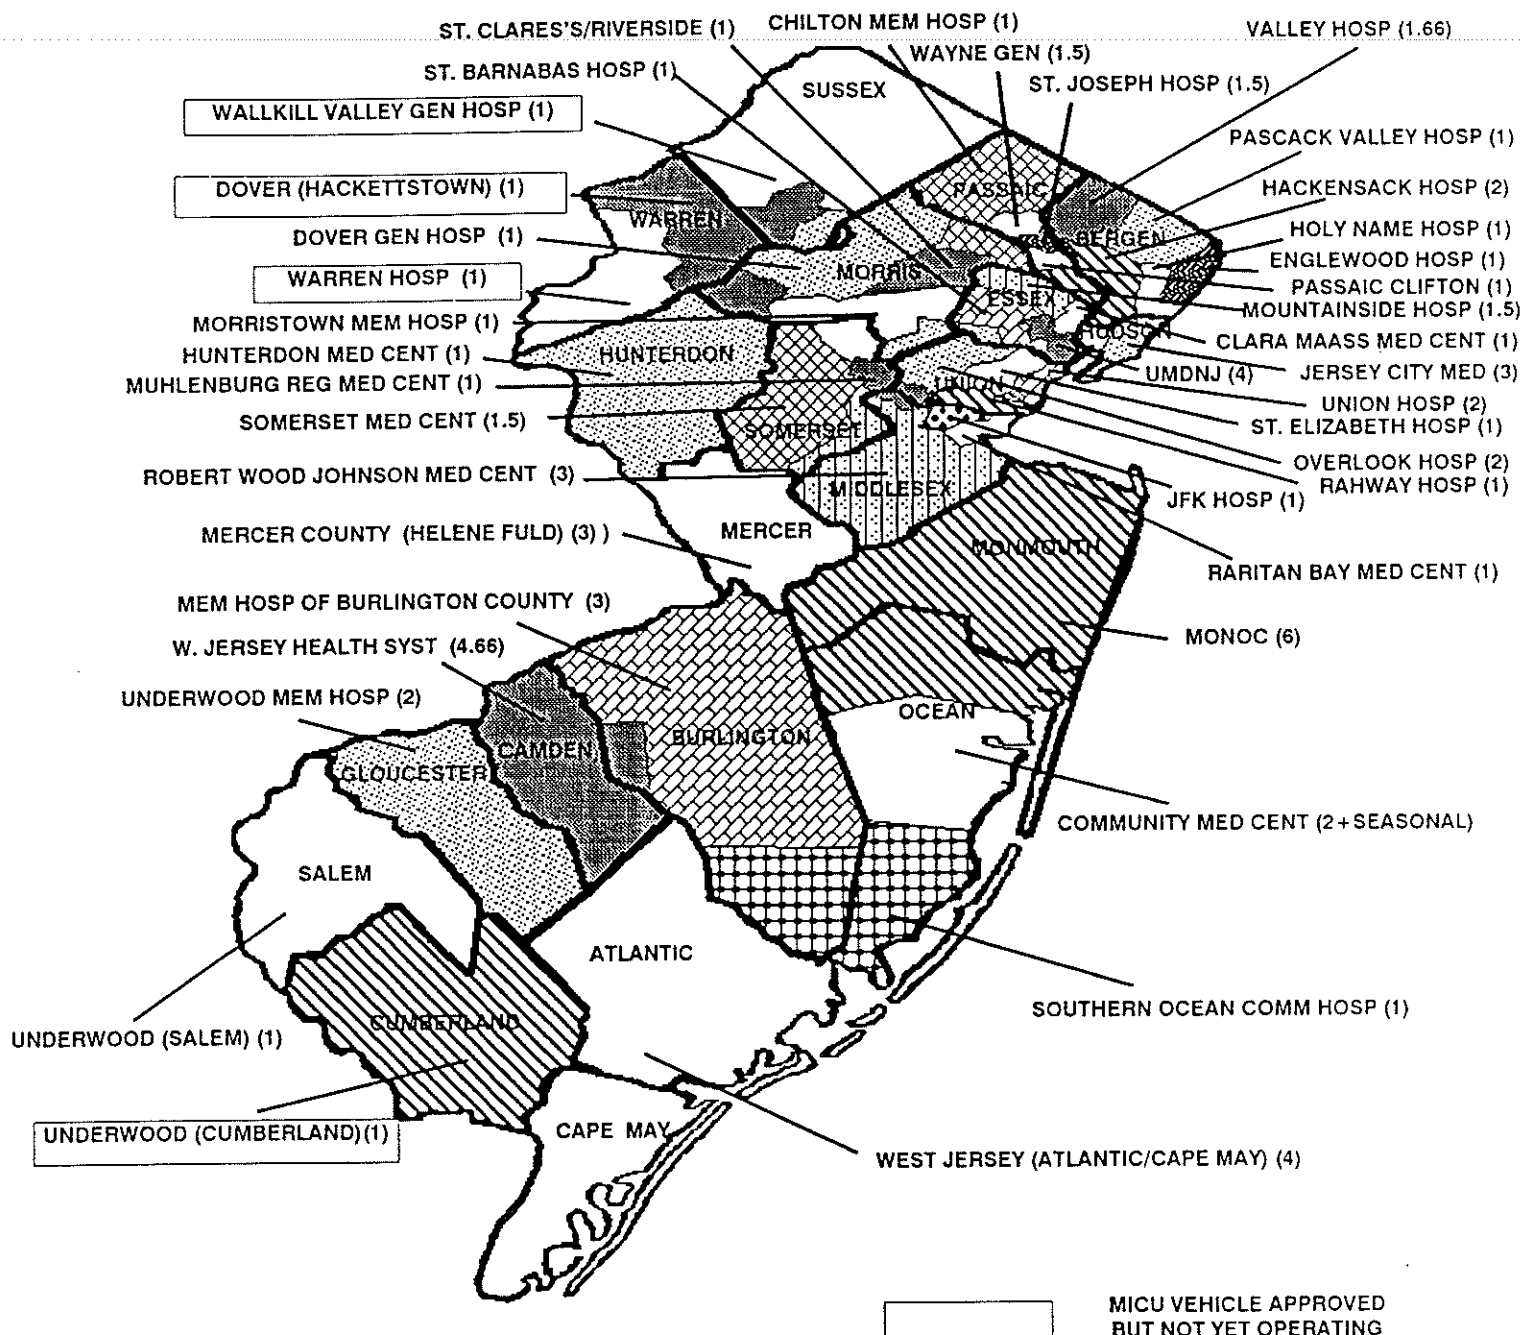 ST. CLARES'S/RIVERSIDE (1)
CHILTON MEM HOSP (1)
VALLEY HOSP (1.66)
WAYNE GEN (1.5)
ST. BARNABAS HOSP (1)
ST. JOSEPH HOSP (1.5)
SUSSEX
WALLKILL VALLEY GEN HOSP (1)
PASCACK VALLEY HOSP (1)
DOVER (HACKETTSTOWN) (1)
PASSAIC
HACKENSACK HOSP (2)
WARREN
DOVER GEN HOSP (1)
BERGEN
HOLY NAME HOSP (1)
WARREN HOSP (1)
MORRIS
ENGLEWOOD HOSP (1)
PASSAIC CLIFTON (1)
ESSEX
MOUNTAINSIDE HOSP (1.5)
MORRISTOWN MEM HOSP (1)
HUDSON
CLARA MAASS MED CENT (1)
HUNTERDON MED CENT (1)
HUNTERDON
UMDNJ (4)
JERSEY CITY MED (3)
MUHLENBURG REG MED CENT (1)
UNION
UNION HOSP (2)
SOMERSET MED CENT (1.5)
SOMERSET
ST. ELIZABETH HOSP (1)
OVERLOOK HOSP (2)
ROBERT WOOD JOHNSON MED CENT (3)
MIDDLESEX
RAHWAY HOSP (1)
JFK HOSP (1)
MERCER COUNTY (HELENE FULD) (3) )
MERCER
MONMOUTH
RARITAN BAY MED CENT (1)
MEM HOSP OF BURLINGTON COUNTY (3)
MONOC (6)
W. JERSEY HEALTH SYST (4.66)
UNDERWOOD MEM HOSP (2)
OCEAN
CAMDEN
BURLINGTON
GLOUCESTER
COMMUNITY MED CENT (2+SEASONAL)
SALEM
ATLANTIC
SOUTHERN OCEAN COMM HOSP (1)
CUMBERLAND
UNDERWOOD (SALEM) (1)
UNDERWOOD (CUMBERLAND)(1)
CAPE MAY
WEST JERSEY (ATLANTIC/CAPE MAY) (4)
MICU VEHICLE APPROVED
BUT NOT YET OPERATING